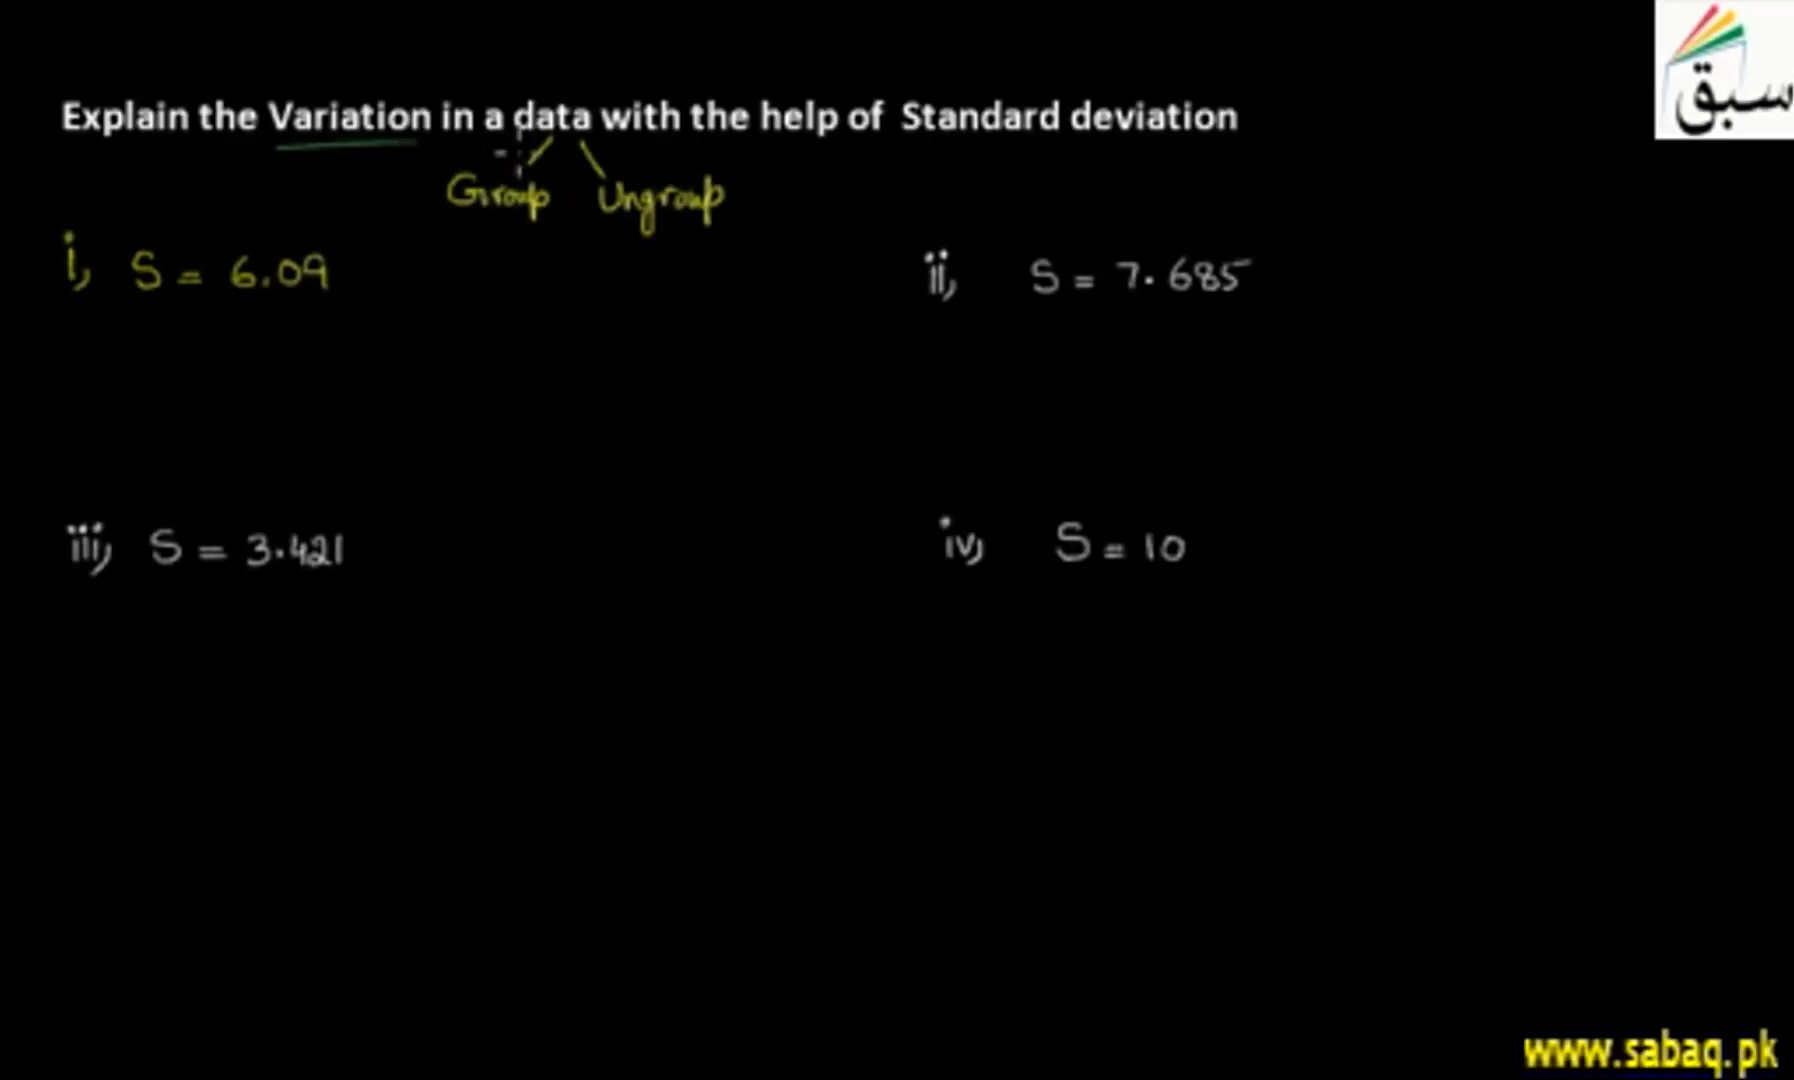 سبق
Explain the Variation in a data with the help of Standard deviation
Group Ungroup
i, S = 6.09
ii, S = 7.685
iii, S = 3.421
iv, S = 10
www.sabaq.pk